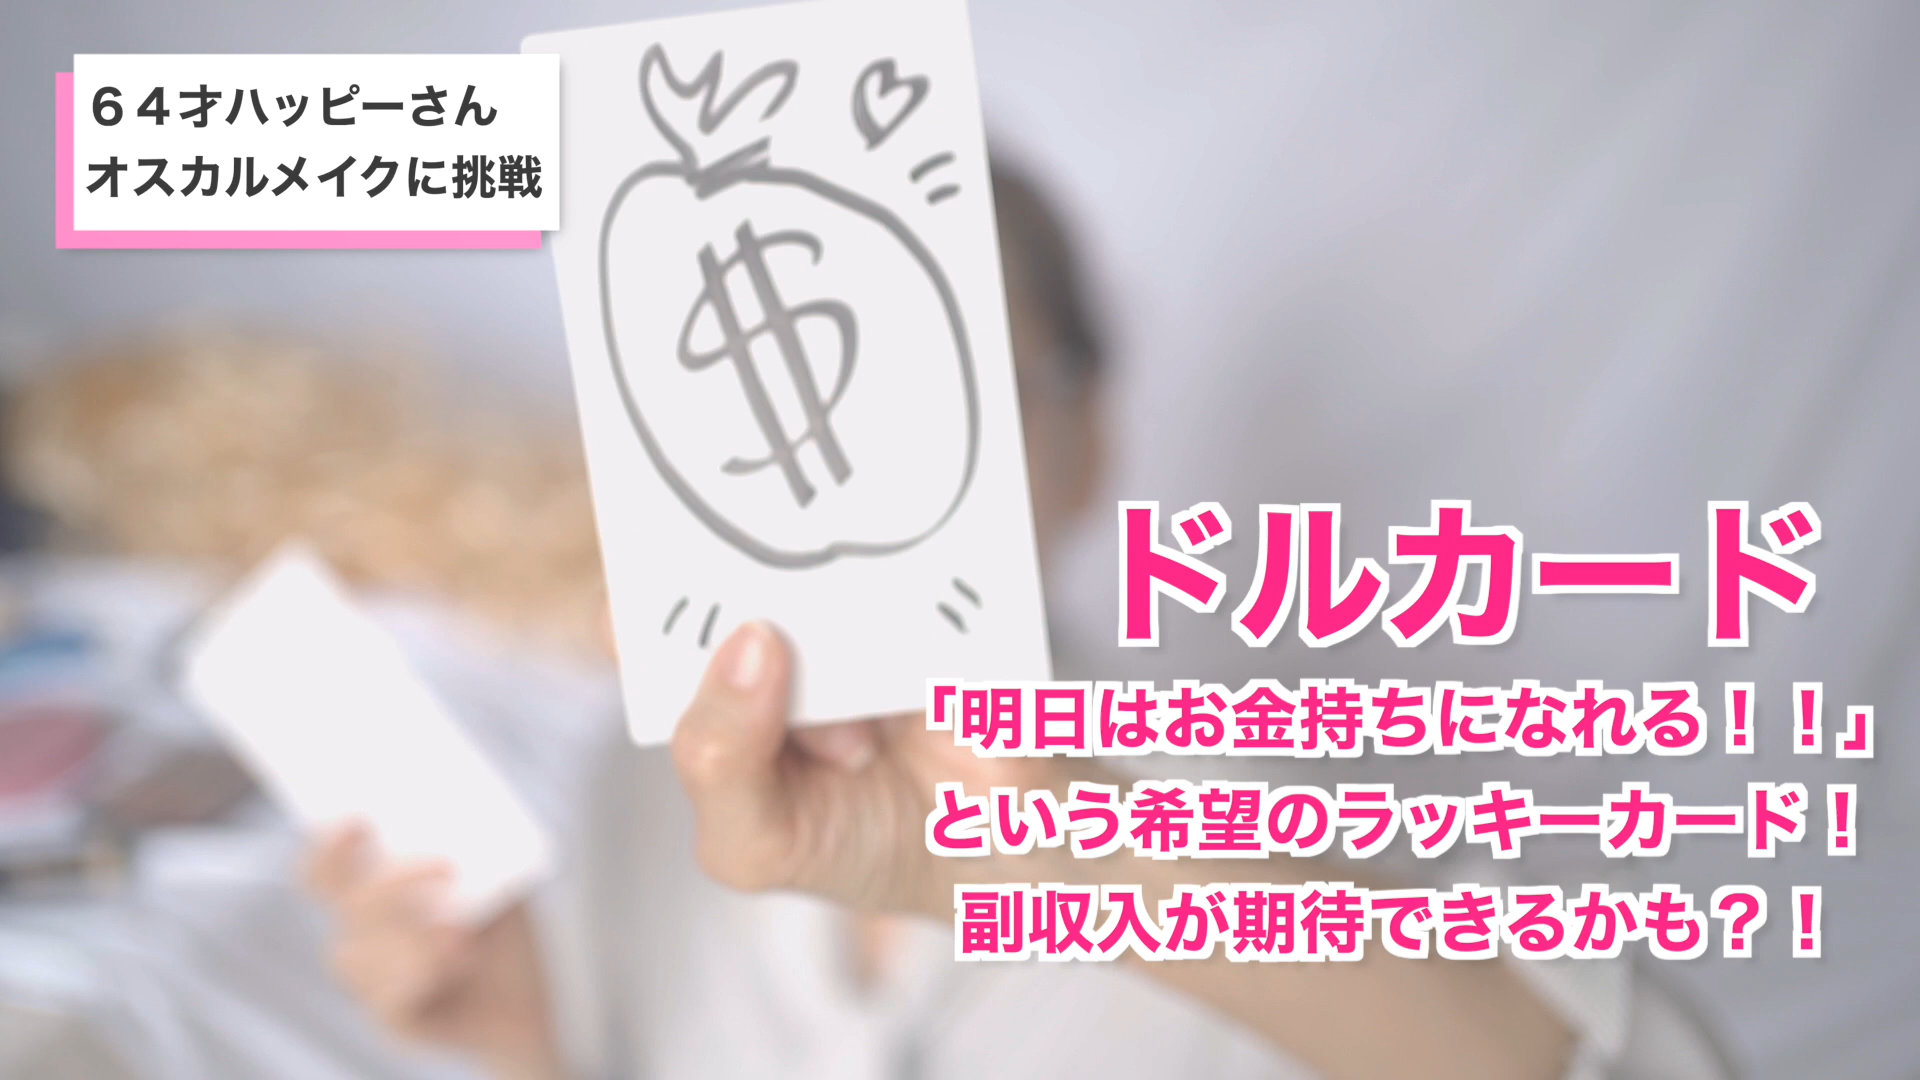 ６４才ハッピーさん
オスカルメイクに挑戦
$
ドルカード
「明日はお金持ちになれる！！」
という希望のラッキーカード！
副収入が期待できるかも？！